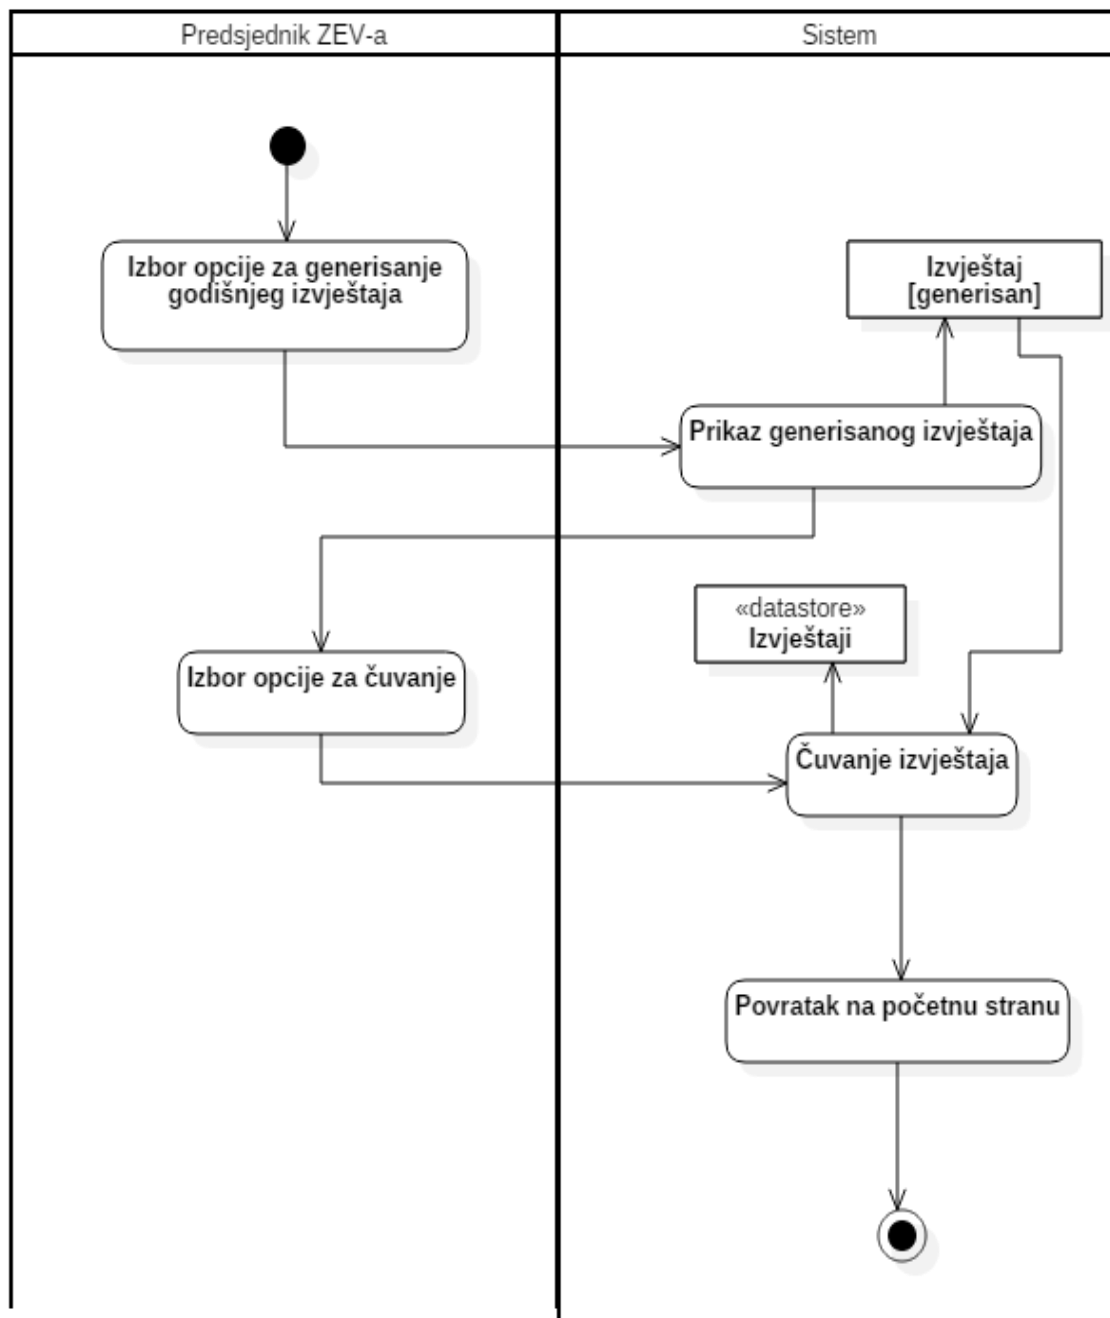 Predsjednik ZEV-a
Sistem
Izbor opcije za generisanje
godišnjeg izvještaja
Izvještaj
[generisan]
Prikaz generisanog izvještaja
«datastore»
Izvještaji
Izbor opcije za čuvanje
Čuvanje izvještaja
Povratak na početnu stranu